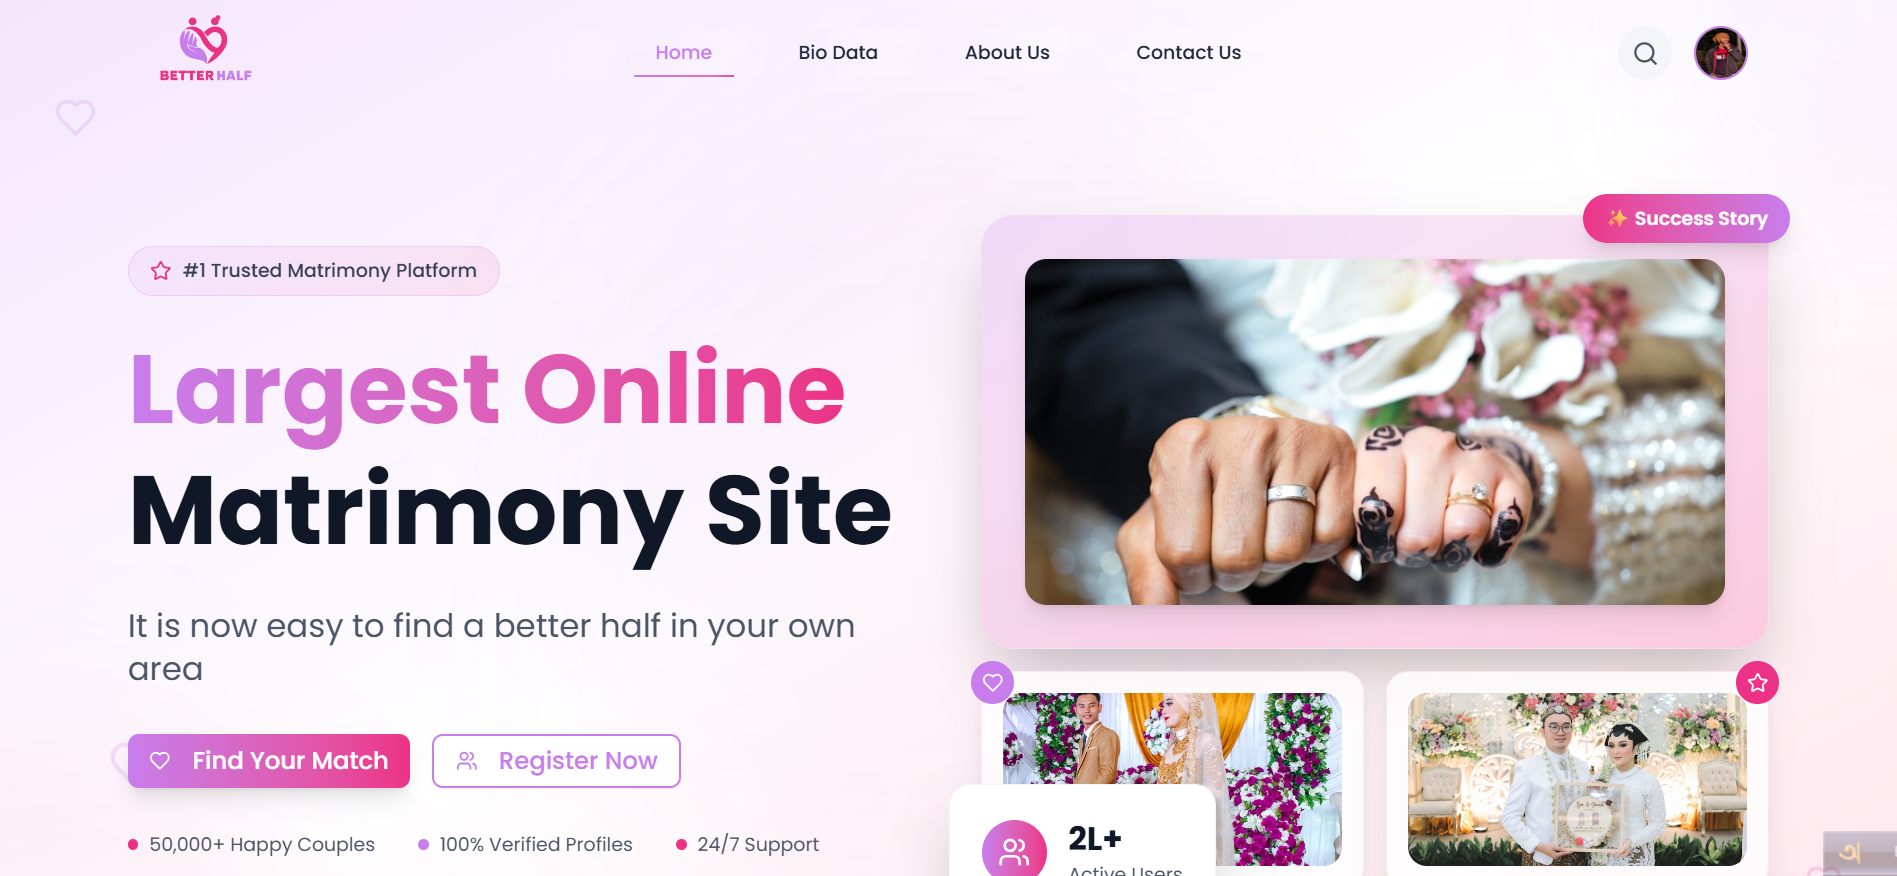 BETTER HALF
Home
Bio Data
About Us
Contact Us
✨ Success Story
#1 Trusted Matrimony Platform
Largest Online
Matrimony Site
It is now easy to find a better half in your own
area
Find Your Match
Register Now
50,000+ Happy Couples
100% Verified Profiles
24/7 Support
2L+
Active Users
অ